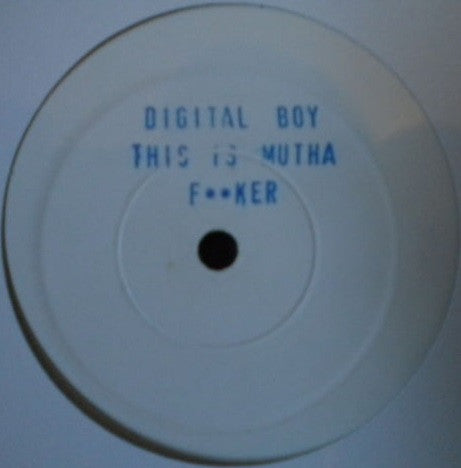 DIGITAL BOY
THIS IS MUTHA
F••KER